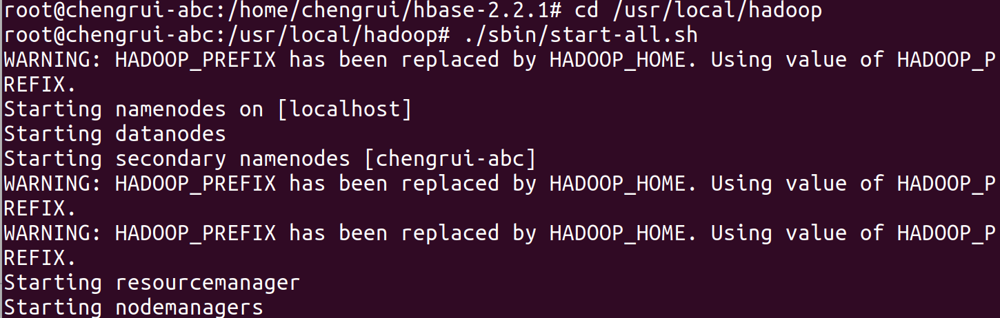 root@chengrui-abc:/home/chengrui/hbase-2.2.1# cd /usr/local/hadoop
root@chengrui-abc:/usr/local/hadoop# ./sbin/start-all.sh
WARNING: HADOOP_PREFIX has been replaced by HADOOP_HOME. Using value of HADOOP_P
REFIX.
Starting namenodes on [localhost]
Starting datanodes
Starting secondary namenodes [chengrui-abc]
WARNING: HADOOP_PREFIX has been replaced by HADOOP_HOME. Using value of HADOOP_P
REFIX.
WARNING: HADOOP_PREFIX has been replaced by HADOOP_HOME. Using value of HADOOP_P
REFIX.
Starting resourcemanager
Starting nodemanagers